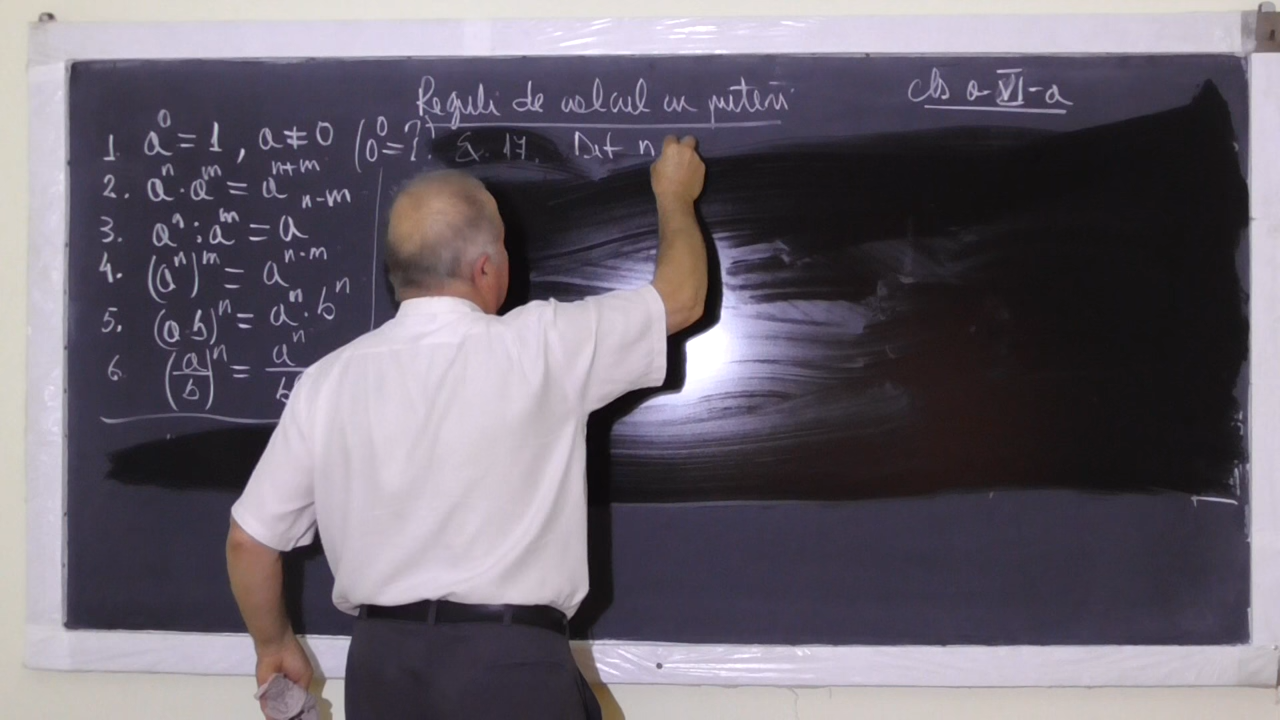 Reguli de calcul cu puteri
cls a VI-a
1. a⁰ = 1, a ≠ 0 (0⁰ = ?)
2. aⁿ · aᵐ = aⁿ⁺ᵐ
3. aⁿ : aᵐ = aⁿ⁻ᵐ
4. (aⁿ)ᵐ = aⁿ·ᵐ
5. (a·b)ⁿ = aⁿ · bⁿ
6. (a/b)ⁿ = aⁿ/b
Ex. 17. Det n